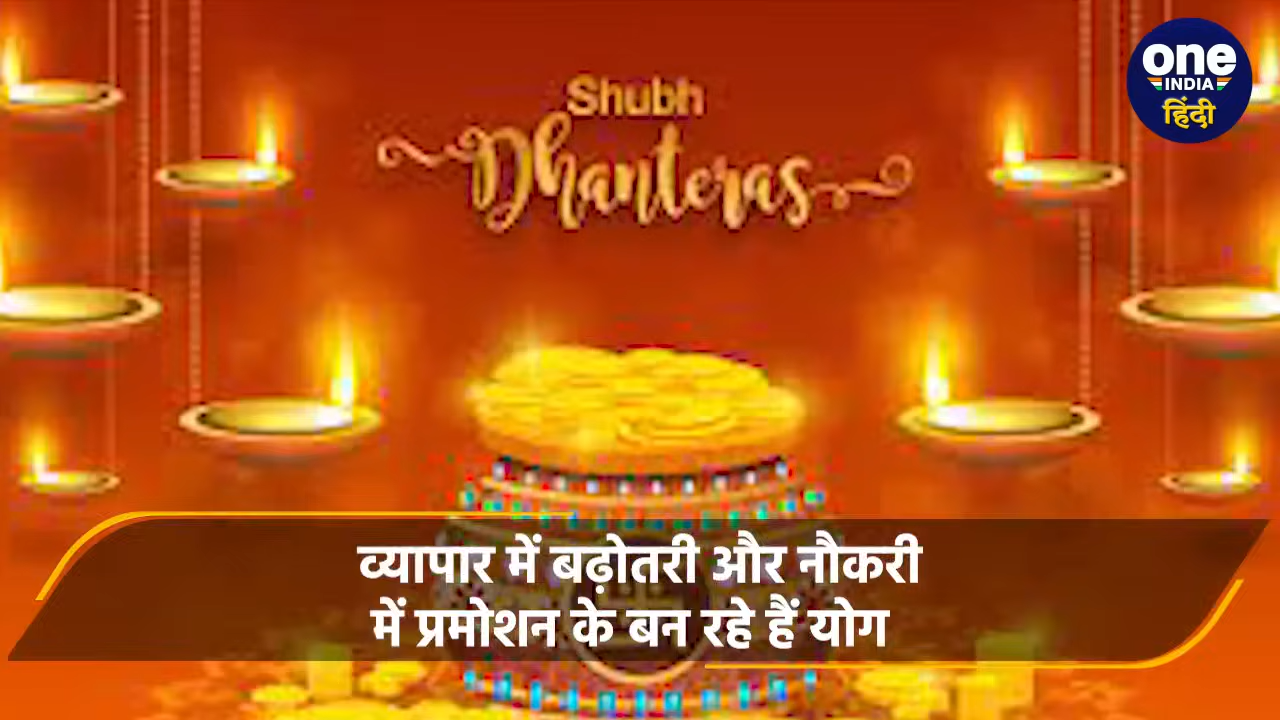 one
INDIA
हिंदी
Shubh
Dhanteras
व्यापार में बढ़ोतरी और नौकरी
में प्रमोशन के बन रहे हैं योग